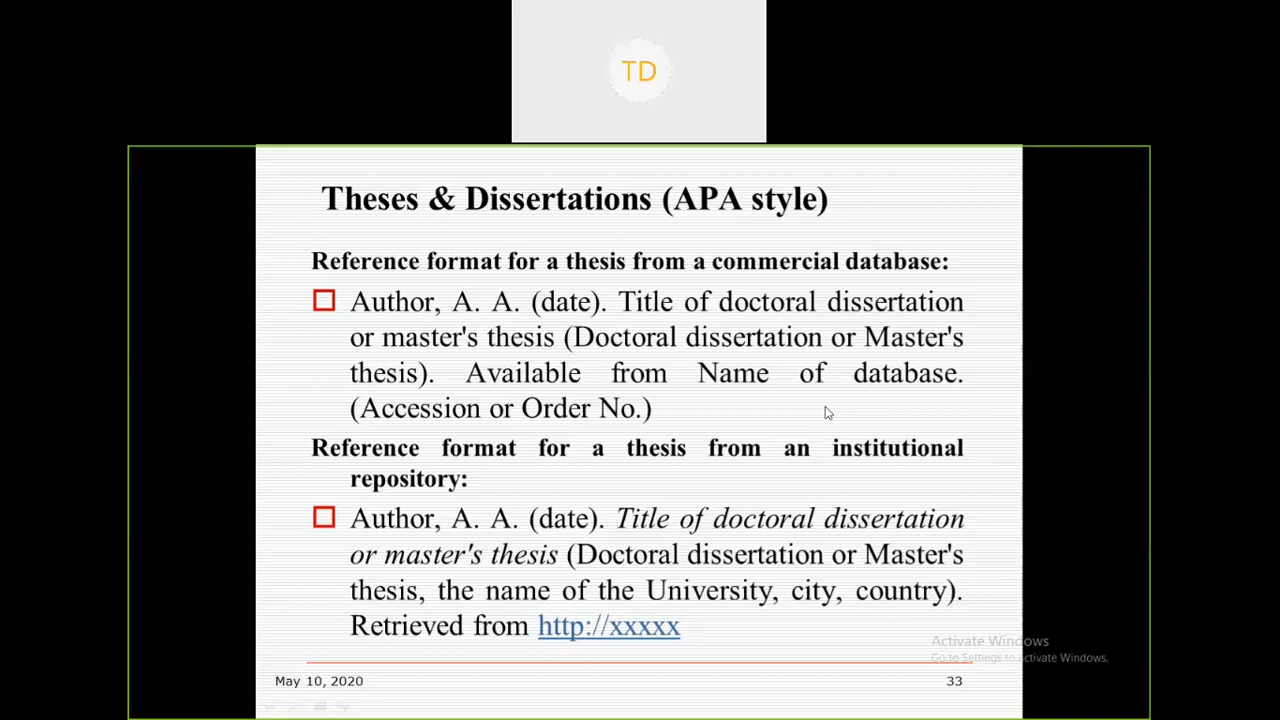 TD
Theses & Dissertations (APA style)
Reference format for a thesis from a commercial database:
Author, A. A. (date). Title of doctoral dissertation
or master's thesis (Doctoral dissertation or Master's
thesis). Available from Name of database.
(Accession or Order No.)
Reference format for a thesis from an institutional
repository:
Author, A. A. (date). Title of doctoral dissertation
or master's thesis (Doctoral dissertation or Master's
thesis, the name of the University, city, country).
Retrieved from http://xxxxx
Activate Windows
Go to Settings to activate Windows.
May 10, 2020
33